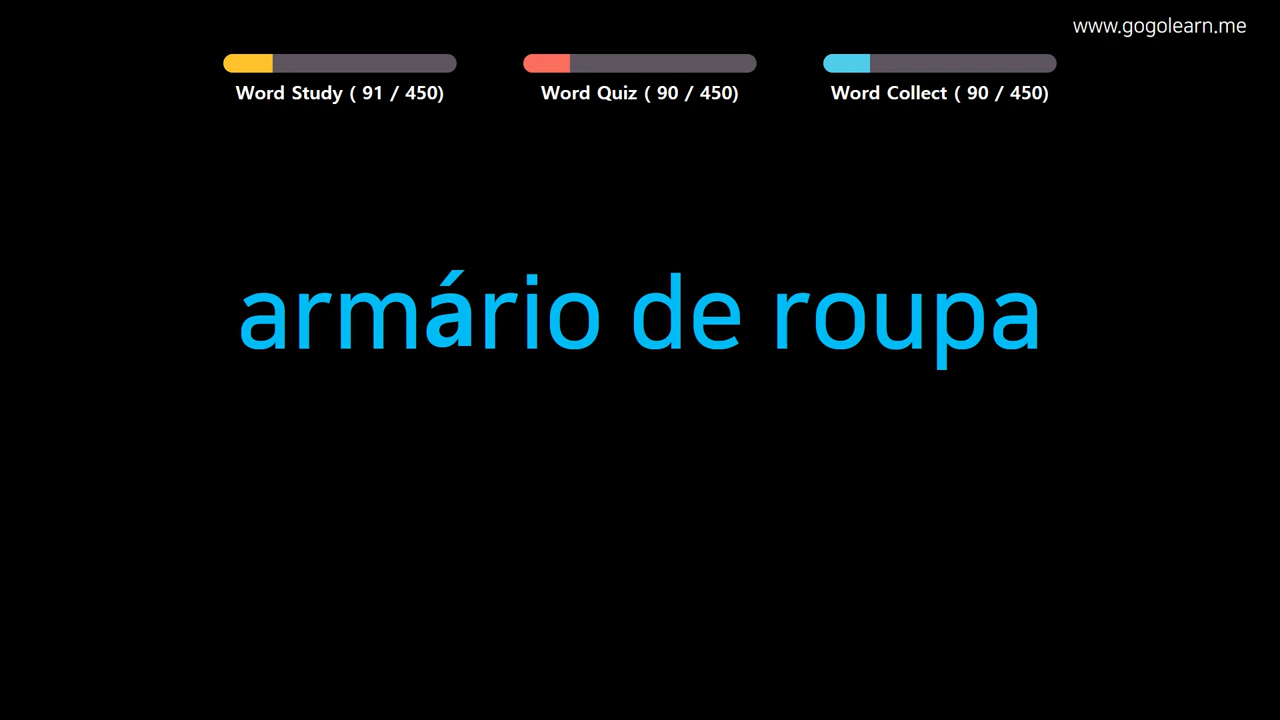 www.gogolearn.me
Word Study ( 91 / 450)
Word Quiz ( 90 / 450)
Word Collect ( 90 / 450)
armário de roupa